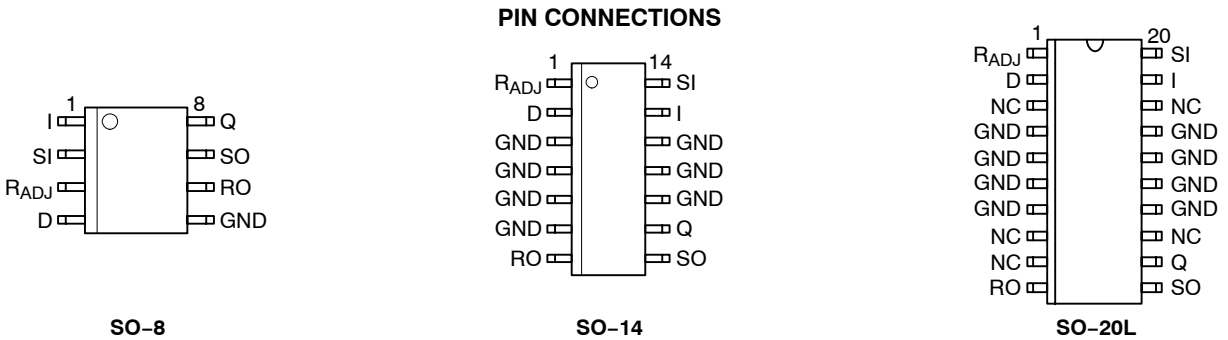 PIN CONNECTIONS
1 8
I Q
SI SO
RADJ RO
D GND
SO−8
1 14
RADJ SI
D I
GND GND
GND GND
GND GND
GND Q
RO SO
SO−14
1 20
RADJ SI
D I
NC NC
GND GND
GND GND
GND GND
GND GND
NC NC
NC Q
RO SO
SO−20L